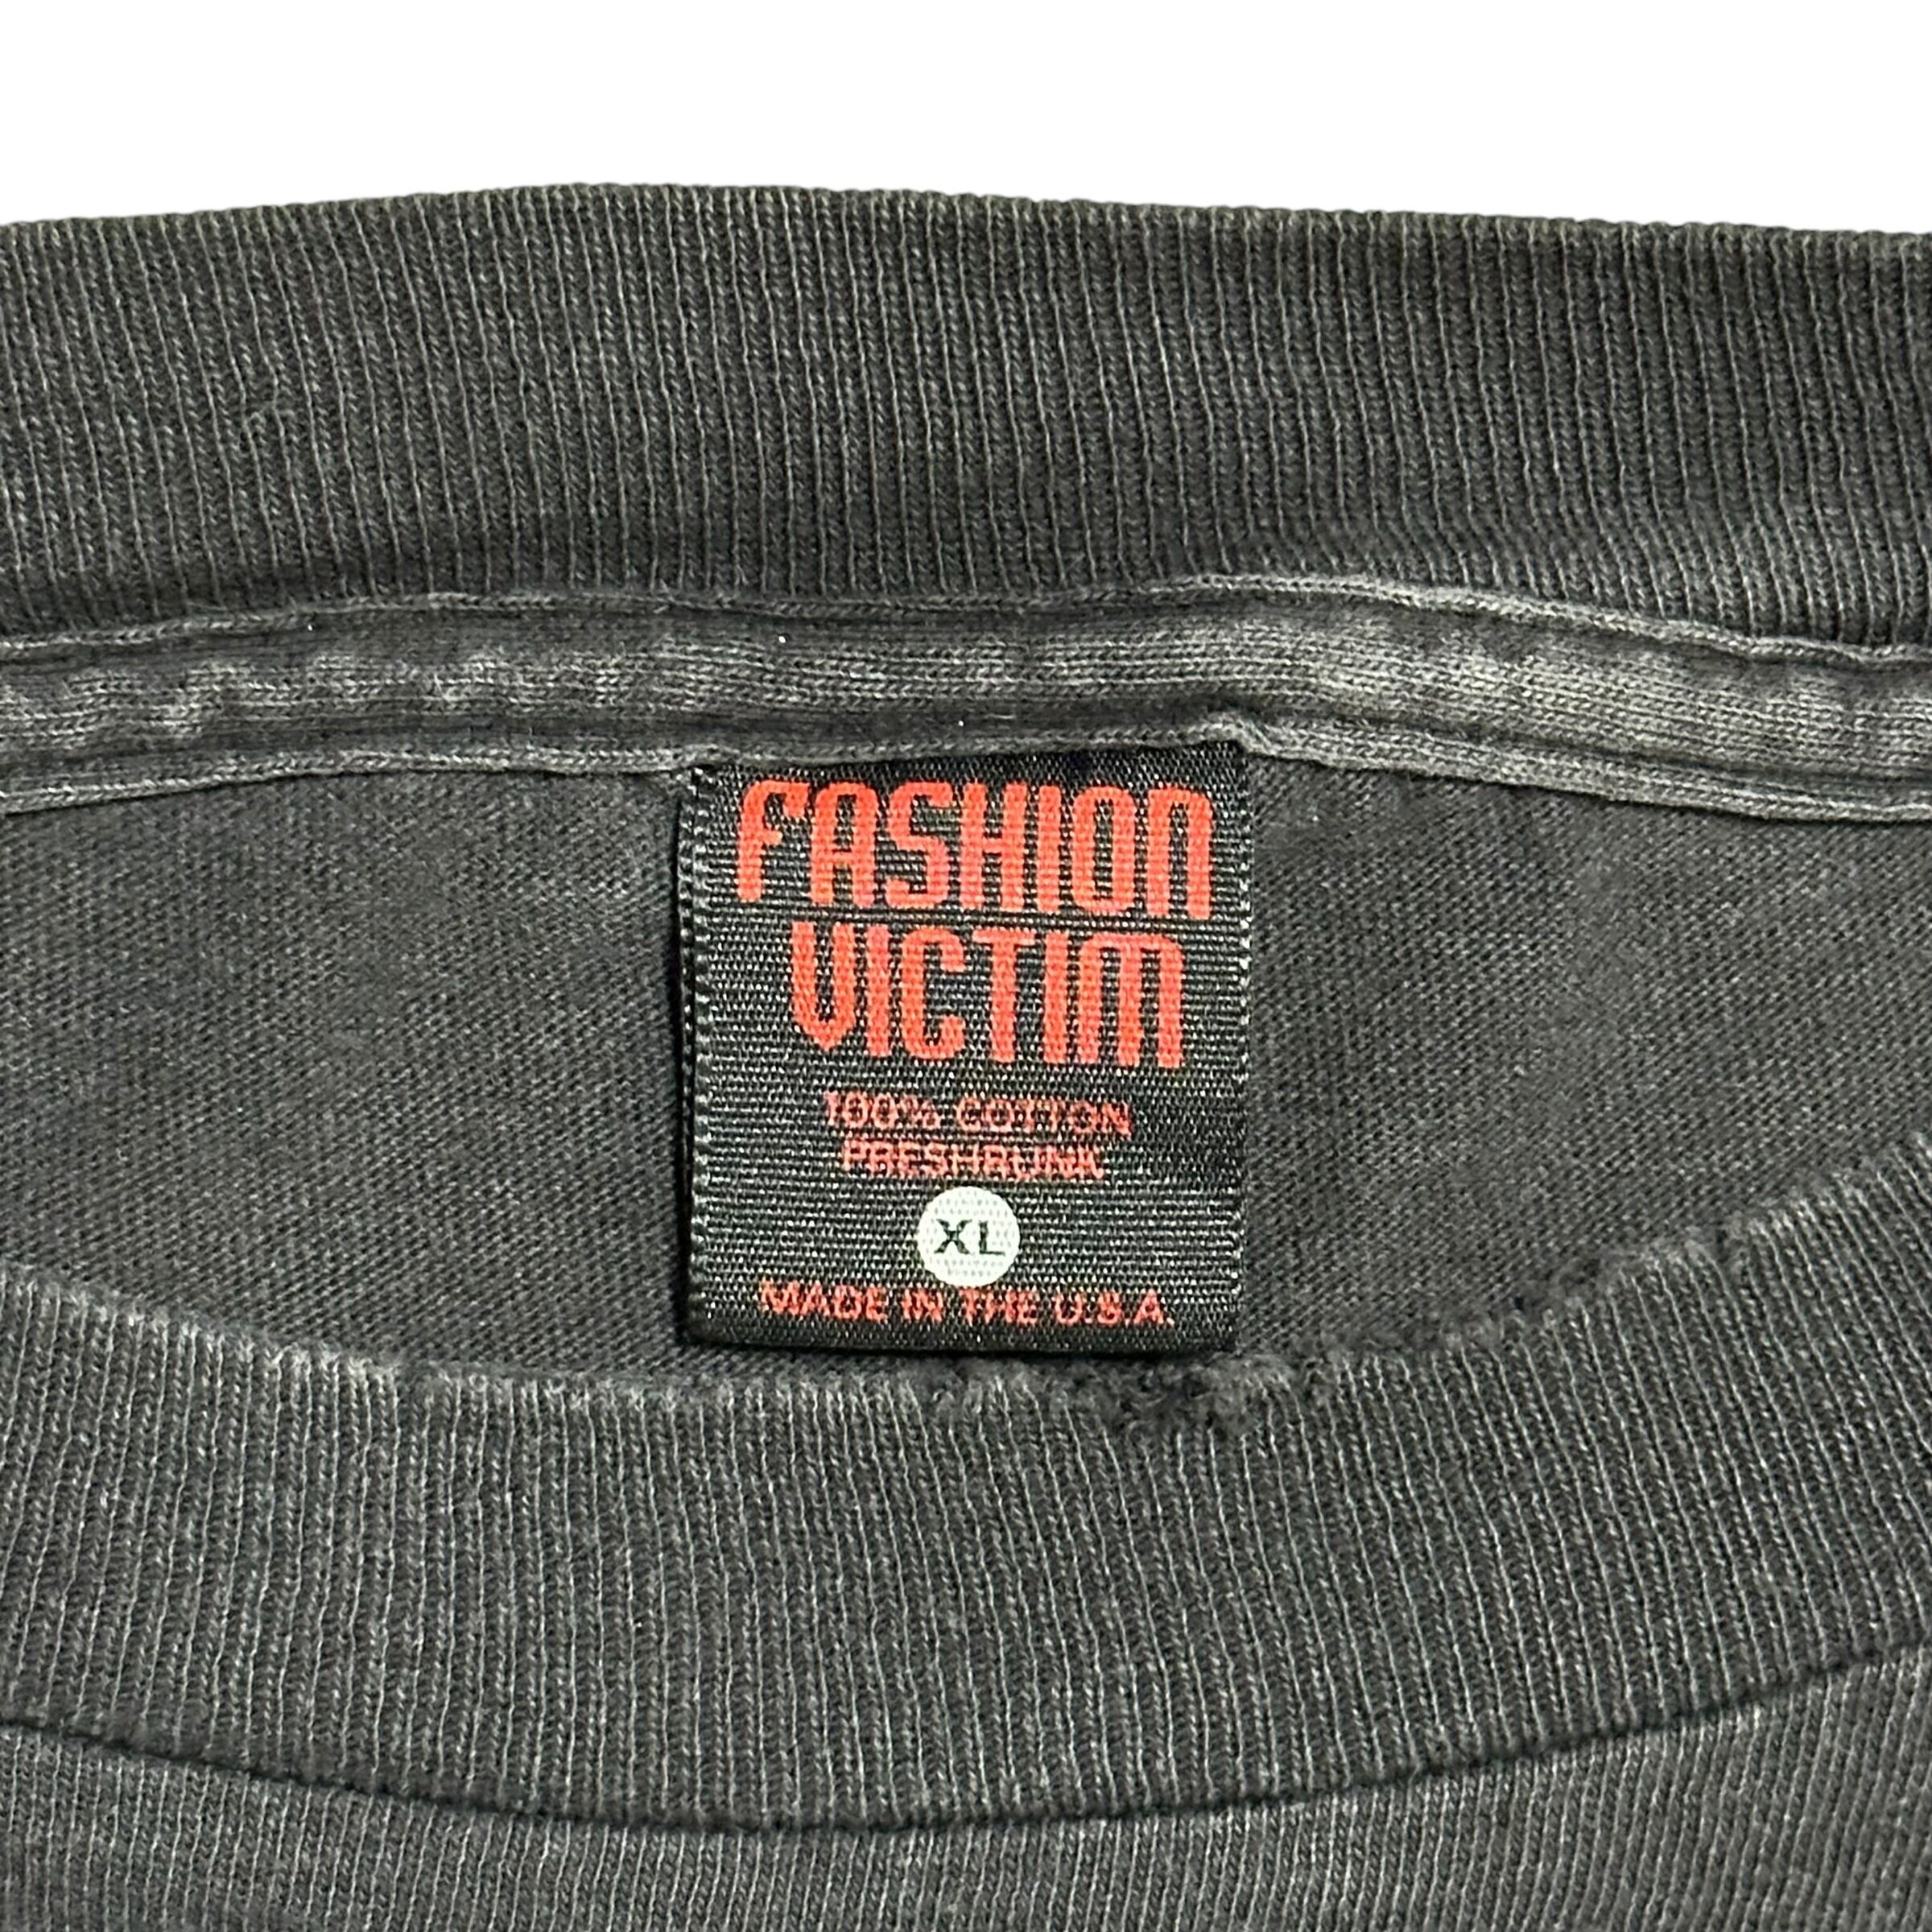 FASHION
VICTIM
100% COTTON
PRESHRUNK
XL
MADE IN THE U.S.A.